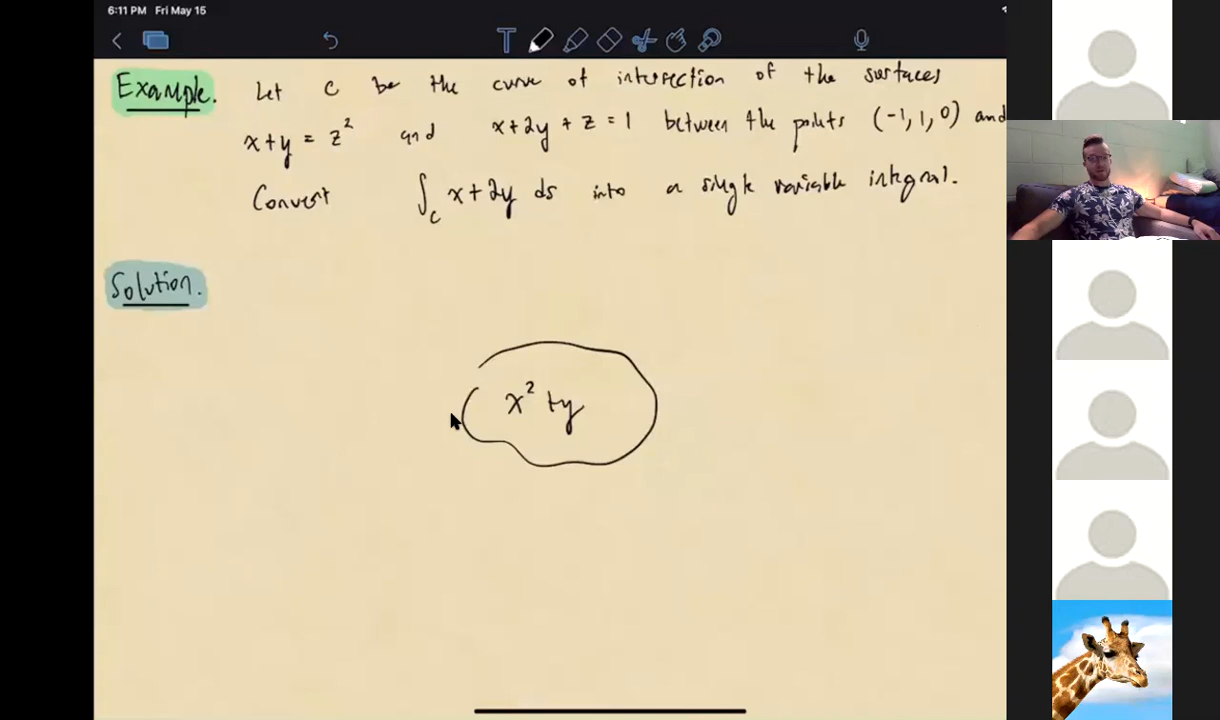 6:11 PM Fri May 15
Example. Let C be the curve of intersection of the surfaces
x+y = z² and x+2y+z=1 between the points (-1,1,0) and
Convert ∫_C x+2y ds into a single variable integral.
Solution.
x² +y